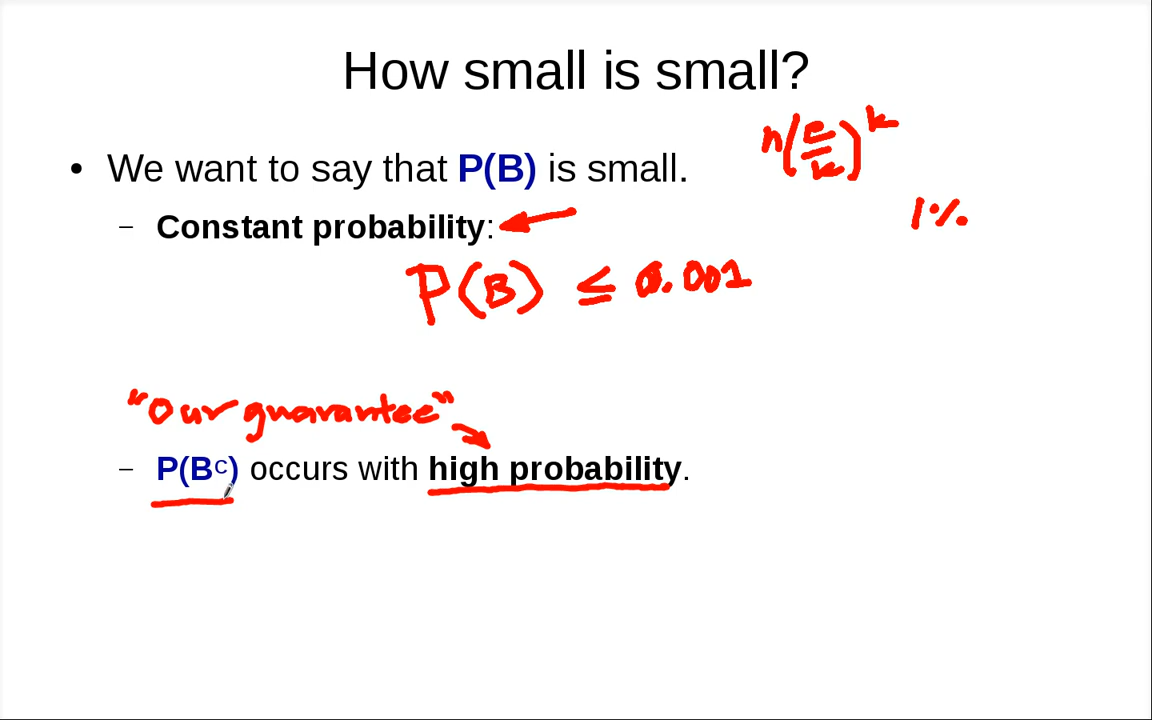 How small is small?
n(e/k)^k
• We want to say that P(B) is small.
1%
– Constant probability:
P(B) ≤ 0.001
"Our guarantee"
– P(Bᶜ) occurs with high probability.